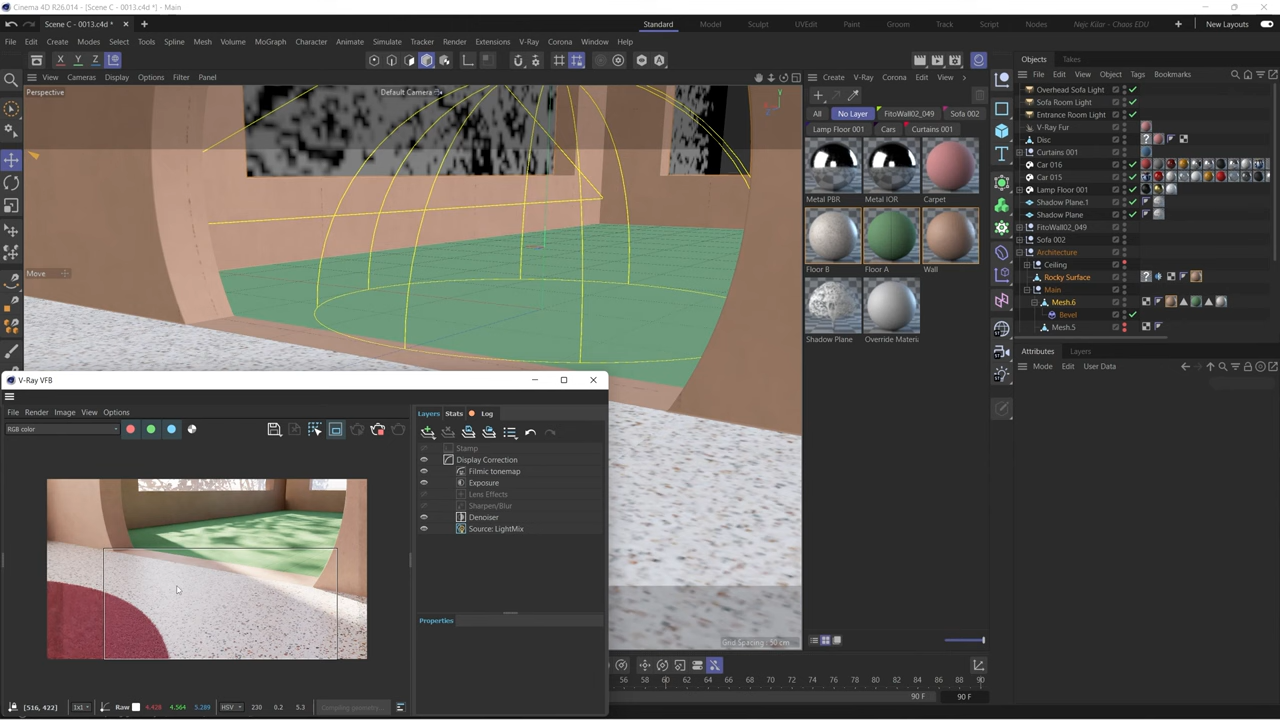 Cinema 4D R26.014 - [Scene C - 0013.c4d *] - Main
Scene C - 0013.c4d * Standard Model Sculpt UVEdit Paint Groom Track Script Nodes Nejc Kilar - Chaos EDU New Layouts
File Edit Create Modes Select Tools Spline Mesh Volume MoGraph Character Animate Simulate Tracker Render Extensions V-Ray Corona Window Help
X Y Z
Objects Takes
View Cameras Display Options Filter Panel
Create V-Ray Corona Edit View
File Edit View Object Tags Bookmarks
Perspective
Default Camera
All No Layer FitoWall02_049 Sofa 002
Lamp Floor 001 Cars Curtains 001
Metal PBR Metal IOR Carpet
Floor B Floor A Wall
Shadow Plane Override Materi
Overhead Sofa Light
Sofa Room Light
Entrance Room Light
V-Ray Fur
Disc
Curtains 001
Car 016
Car 015
Lamp Floor 001
Shadow Plane.1
Shadow Plane
FitoWall02_049
Sofa 002
Architecture
Ceiling
Rocky Surface
Main
Mesh.6
Bevel
Mesh.5
Move
Attributes Layers
Mode Edit User Data
V-Ray VFB
File Render Image View Options
RGB color
Layers Stats Log
Stamp
Display Correction
Filmic tonemap
Exposure
Lens Effects
Sharpen/Blur
Denoiser
Source: LightMix
Properties
Grid Spacing : 50 cm
56 60 64 66 68 70 72 74 76 78 80 82 84 86 88 90
90 F 90 F
[516, 422] 1x1 Raw 4.428 4.564 5.289 HSV 230 0.2 5.3 Compiling geometry...